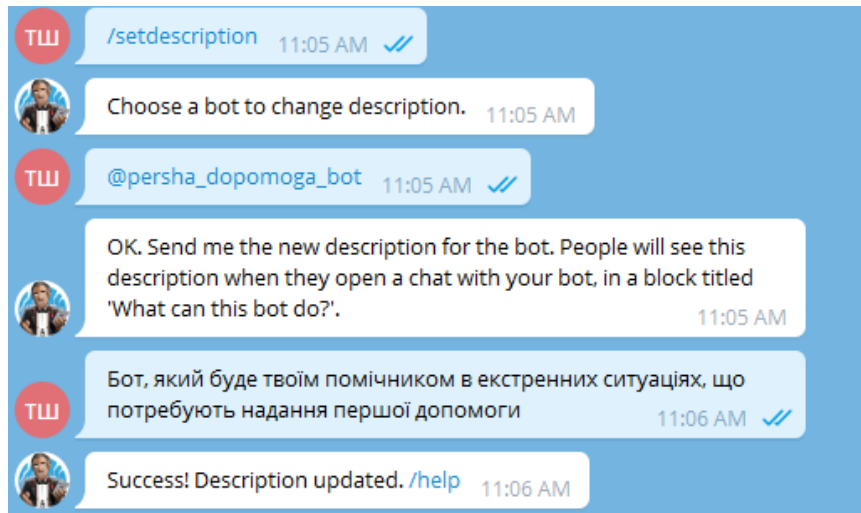 ТШ
/setdescription 11:05 AM
Choose a bot to change description. 11:05 AM
ТШ
@persha_dopomoga_bot 11:05 AM
OK. Send me the new description for the bot. People will see this
description when they open a chat with your bot, in a block titled
'What can this bot do?'. 11:05 AM
Бот, який буде твоїм помічником в екстренних ситуаціях, що
ТШ
потребують надання першої допомоги 11:06 AM
Success! Description updated. /help 11:06 AM